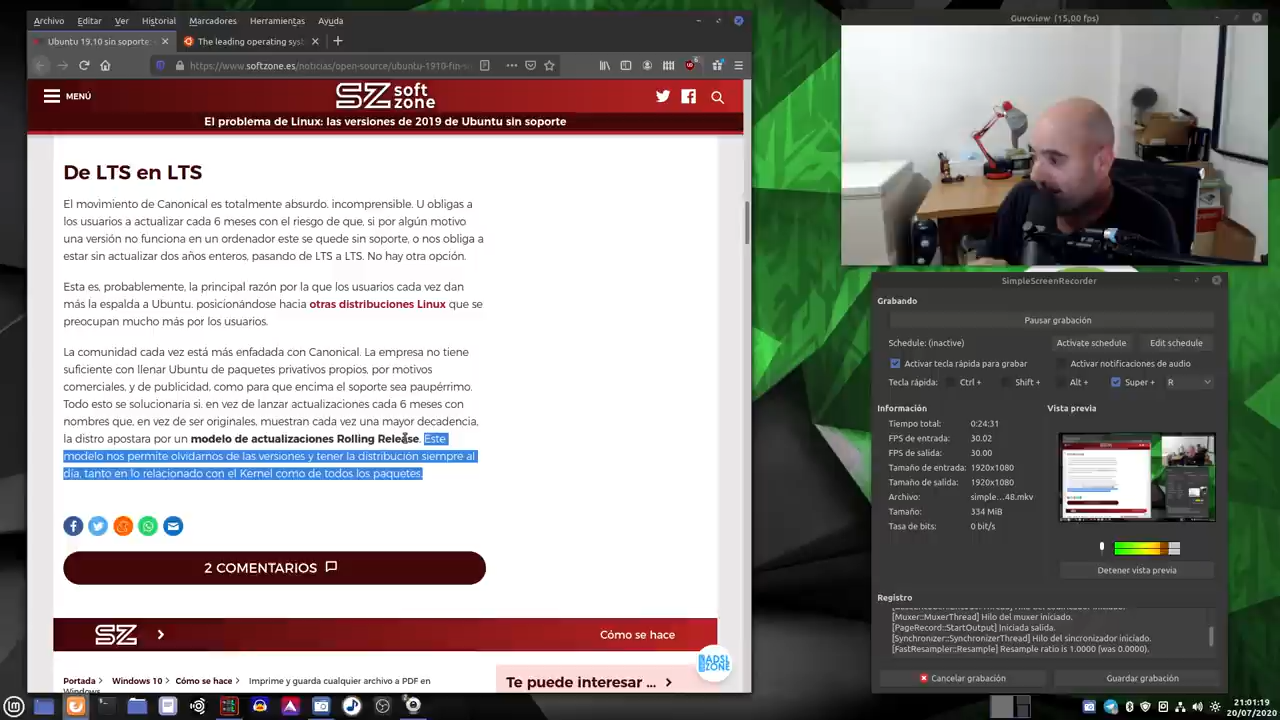 Archivo Editar Ver Historial Marcadores Herramientas Ayuda
Ubuntu 19.10 sin soporte:
The leading operating syst
https://www.softzone.es/noticias/open-source/ubuntu-1910-fin-
MENÚ
SZ soft zone
El problema de Linux: las versiones de 2019 de Ubuntu sin soporte
De LTS en LTS
El movimiento de Canonical es totalmente absurdo, incomprensible. U obligas a
los usuarios a actualizar cada 6 meses con el riesgo de que, si por algún motivo
una versión no funciona en un ordenador este se quede sin soporte, o nos obliga a
estar sin actualizar dos años enteros, pasando de LTS a LTS. No hay otra opción.
Esta es, probablemente, la principal razón por la que los usuarios cada vez dan
más la espalda a Ubuntu, posicionándose hacia otras distribuciones Linux que se
preocupan mucho más por los usuarios.
La comunidad cada vez está más enfadada con Canonical. La empresa no tiene
suficiente con llenar Ubuntu de paquetes privativos propios, por motivos
comerciales, y de publicidad, como para que encima el soporte sea paupérrimo.
Todo esto se solucionaría si, en vez de lanzar actualizaciones cada 6 meses con
nombres que, en vez de ser originales, muestran cada vez una mayor decadencia,
la distro apostara por un modelo de actualizaciones Rolling Release. Este
modelo nos permite olvidarnos de las versiones y tener la distribución siempre al
día, tanto en lo relacionado con el Kernel como de todos los paquetes.
2 COMENTARIOS
SZ
Cómo se hace
Portada > Windows 10 > Cómo se hace > Imprime y guarda cualquier archivo a PDF en
Windows
Te puede interesar ... >
ADSL ZONE
Guvcview (15,00 fps)
SimpleScreenRecorder
Grabando
Pausar grabación
Schedule: (inactive)
Activate schedule
Edit schedule
Activar tecla rápida para grabar
Activar notificaciones de audio
Tecla rápida: Ctrl + Shift + Alt + Super + R
Información
Vista previa
Tiempo total: 0:24:31
FPS de entrada: 30.02
FPS de salida: 30.00
Tamaño de entrada: 1920x1080
Tamaño de salida: 1920x1080
Archivo: simple...48.mkv
Tamaño: 334 MiB
Tasa de bits: 0 bit/s
Detener vista previa
Registro
[Muxer::MuxerThread] Hilo del muxer iniciado.
[PageRecord::StartOutput] Iniciada salida.
[Synchronizer::SynchronizerThread] Hilo del sincronizador iniciado.
[FastResampler::Resample] Resample ratio is 1.0000 (was 0.0000).
Cancelar grabación
Guardar grabación
21:01:19
20/07/2020